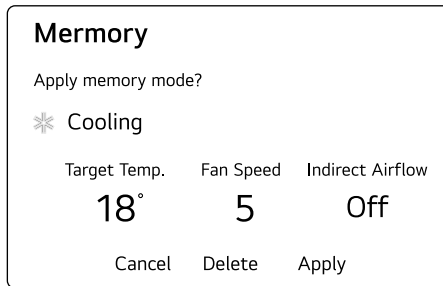 Mermory
Apply memory mode?
Cooling
Target Temp. Fan Speed Indirect Airflow
18° 5 Off
Cancel Delete Apply